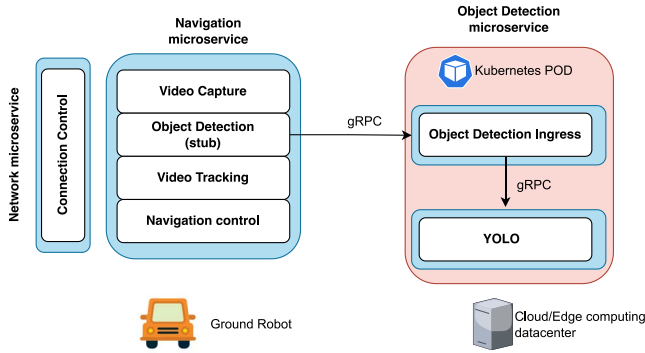 Navigation
microservice
Object Detection
microservice
Network microservice
Connection Control
Video Capture
Object Detection
(stub)
Video Tracking
Navigation control
gRPC
Kubernetes POD
Object Detection Ingress
gRPC
YOLO
Ground Robot
Cloud/Edge computing
datacenter